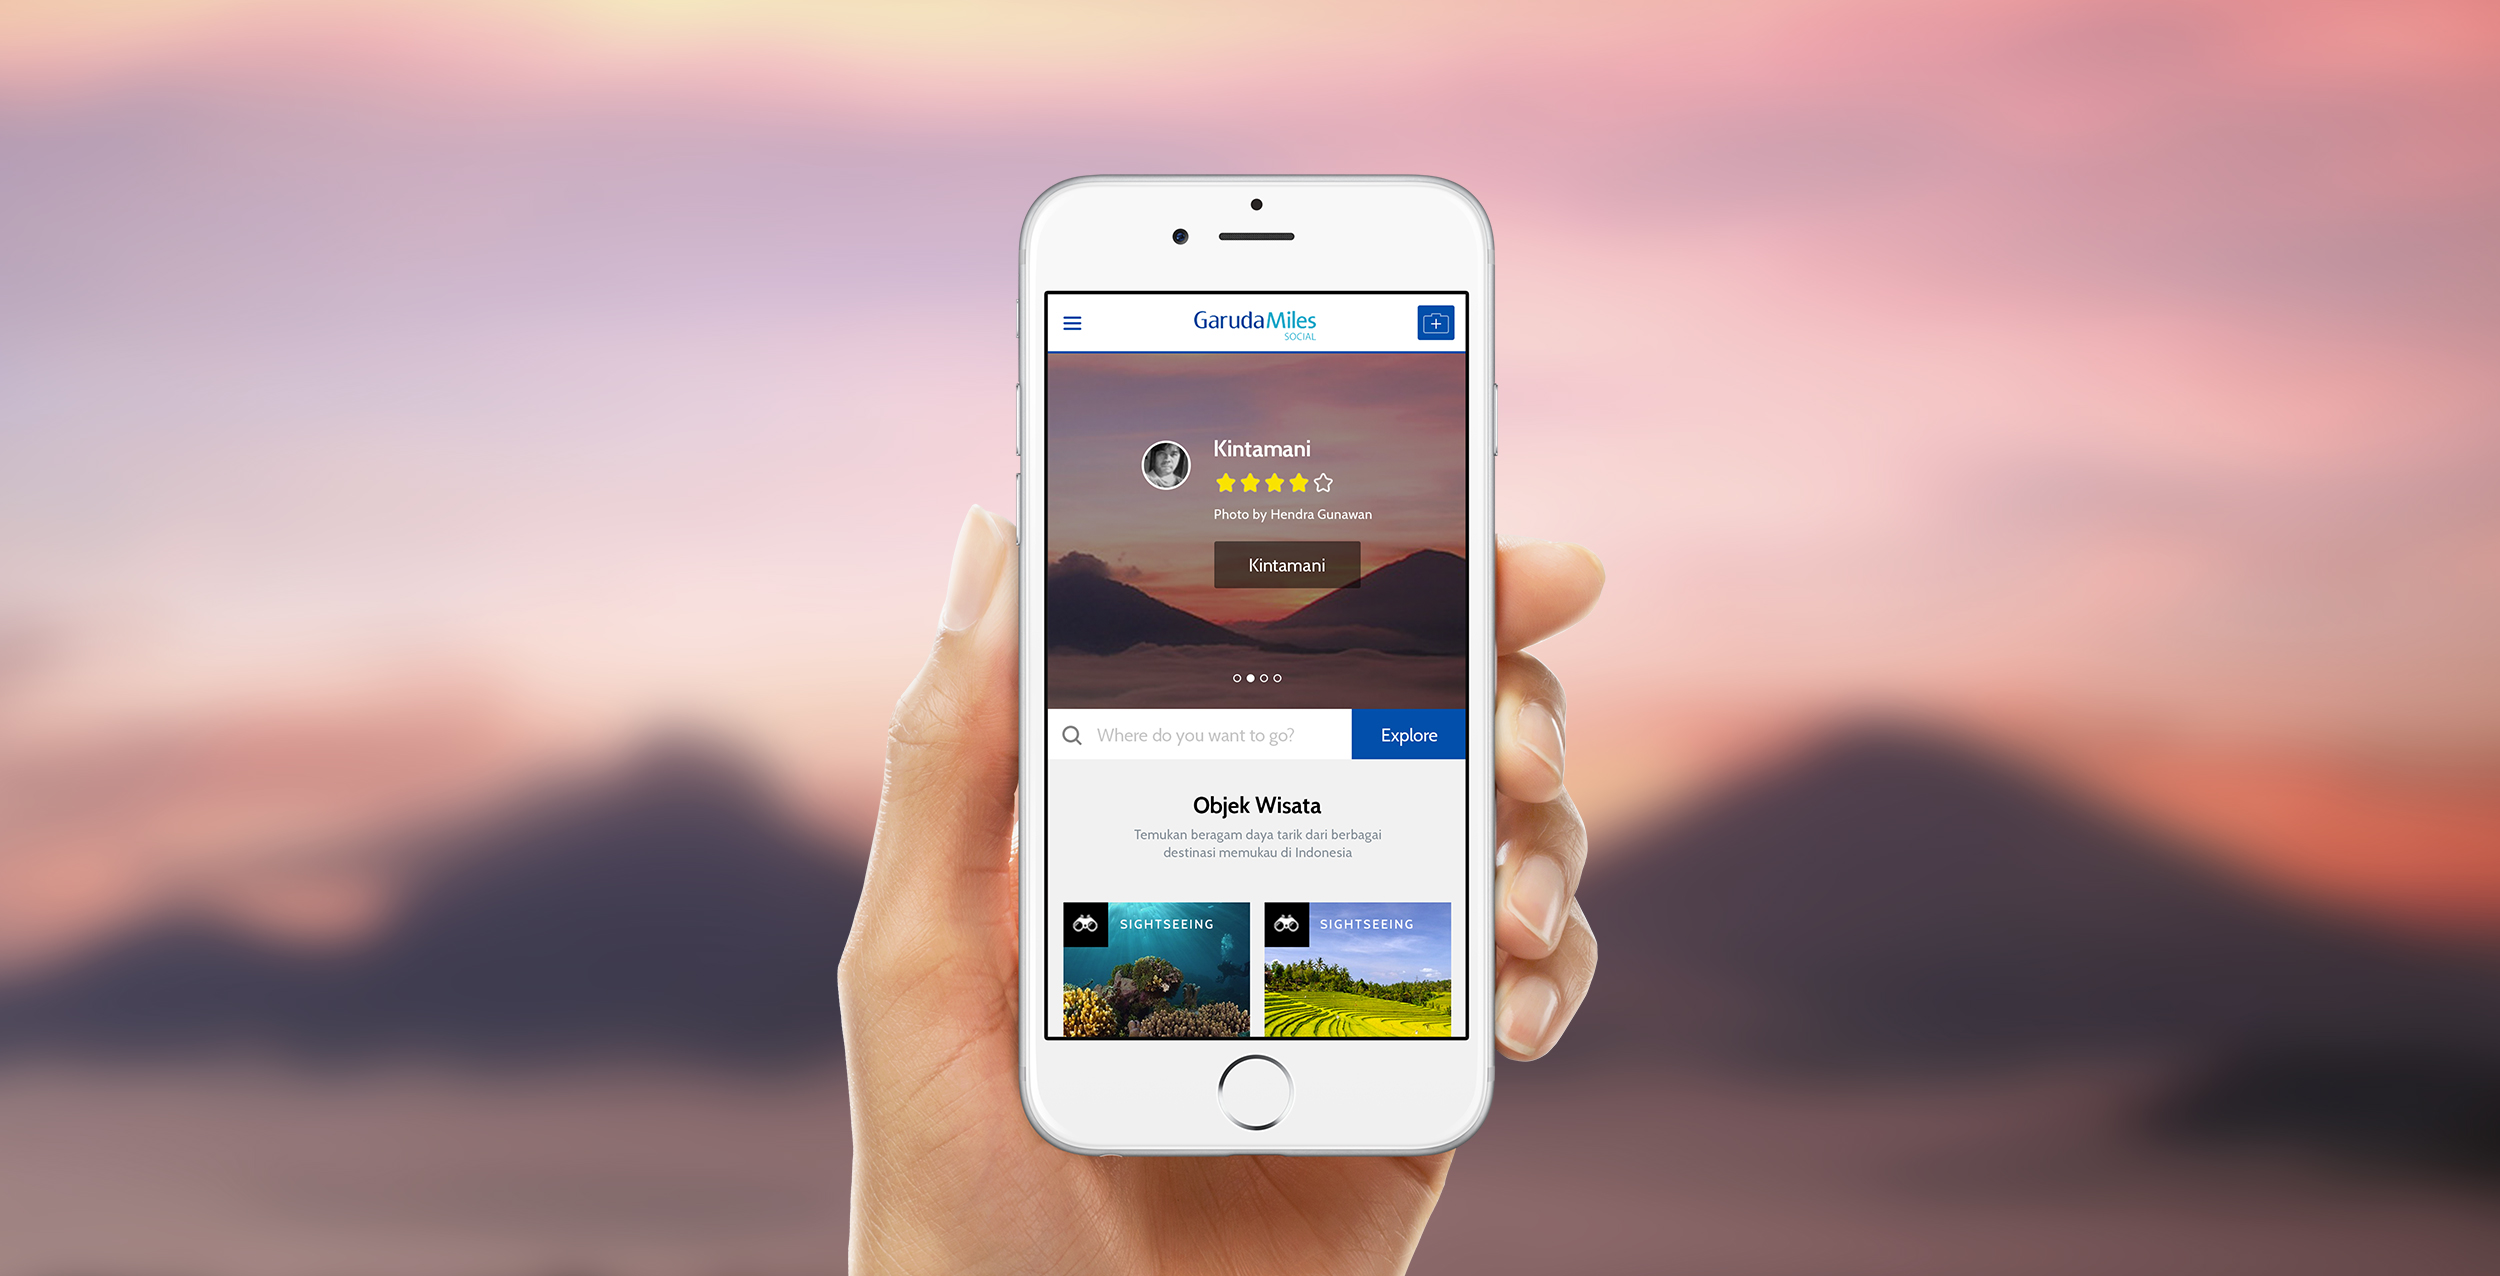 GarudaMiles
SOCIAL
Kintamani
Photo by Hendra Gunawan
Kintamani
Where do you want to go?
Explore
Objek Wisata
Temukan beragam daya tarik dari berbagai
destinasi memukau di Indonesia
SIGHTSEEING
SIGHTSEEING